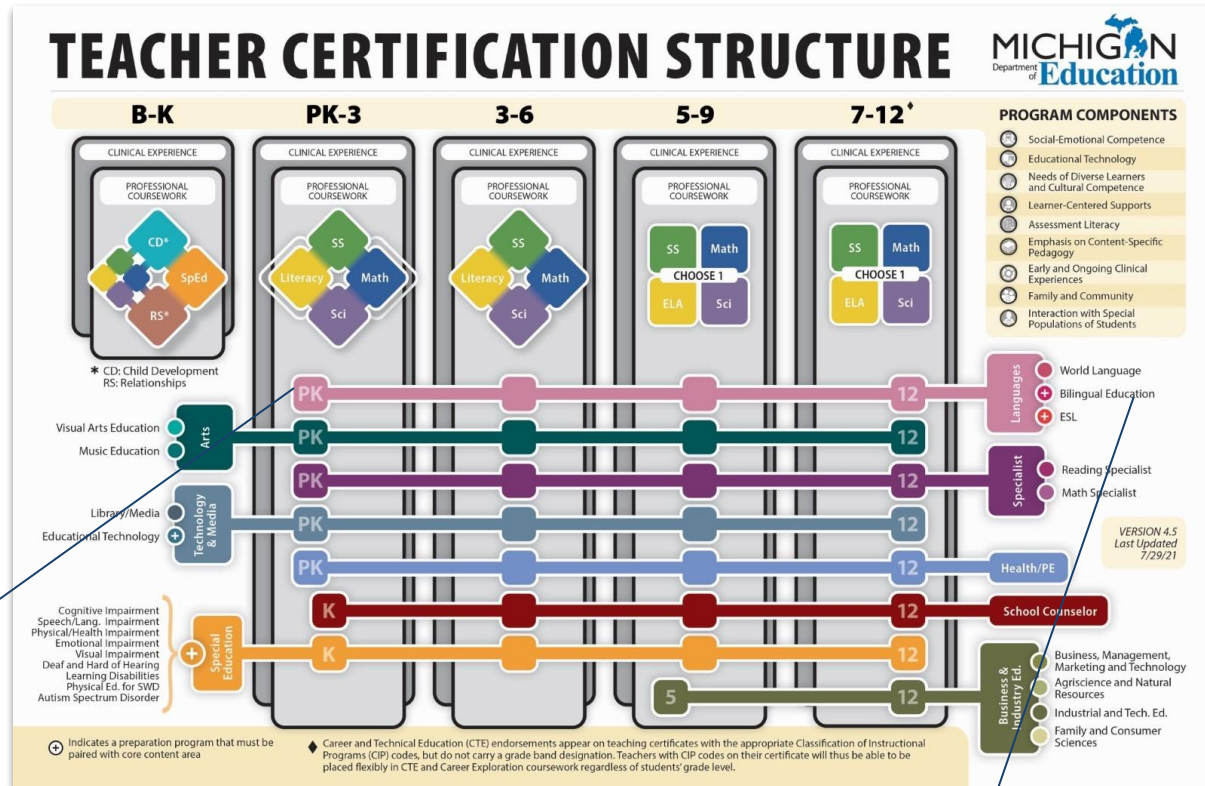 TEACHER CERTIFICATION STRUCTURE
MICHIGAN
Department of Education
B-K
PK-3
3-6
5-9
7-12♦
CLINICAL EXPERIENCE
CLINICAL EXPERIENCE
CLINICAL EXPERIENCE
CLINICAL EXPERIENCE
CLINICAL EXPERIENCE
PROFESSIONAL
COURSEWORK
PROFESSIONAL
COURSEWORK
PROFESSIONAL
COURSEWORK
PROFESSIONAL
COURSEWORK
PROFESSIONAL
COURSEWORK
CD*
SpEd
RS*
SS
Literacy
Math
Sci
SS
Literacy
Math
Sci
SS
Math
CHOOSE 1
ELA
Sci
SS
Math
CHOOSE 1
ELA
Sci
PROGRAM COMPONENTS
Social-Emotional Competence
Educational Technology
Needs of Diverse Learners
and Cultural Competence
Learner-Centered Supports
Assessment Literacy
Emphasis on Content-Specific
Pedagogy
Early and Ongoing Clinical
Experiences
Family and Community
Interaction with Special
Populations of Students
* CD: Child Development
RS: Relationships
PK
12
Languages
World Language
Bilingual Education
ESL
Visual Arts Education
Music Education
Arts
PK
12
PK
12
Specialist
Reading Specialist
Math Specialist
Library/Media
Educational Technology
Technology
& Media
PK
12
VERSION 4.5
Last Updated
7/29/21
PK
12
Health/PE
K
12
School Counselor
Cognitive Impairment
Speech/Lang. Impairment
Physical/Health Impairment
Emotional Impairment
Visual Impairment
Deaf and Hard of Hearing
Learning Disabilities
Physical Ed. for SWD
Autism Spectrum Disorder
Special
Education
K
12
5
12
Business &
Industry Ed.
Business, Management,
Marketing and Technology
Agriscience and Natural
Resources
Industrial and Tech. Ed.
Family and Consumer
Sciences
Indicates a preparation program that must be
paired with core content area
♦ Career and Technical Education (CTE) endorsements appear on teaching certificates with the appropriate Classification of Instructional
Programs (CIP) codes, but do not carry a grade band designation. Teachers with CIP codes on their certificate will thus be able to be
placed flexibly in CTE and Career Exploration coursework regardless of students' grade level.